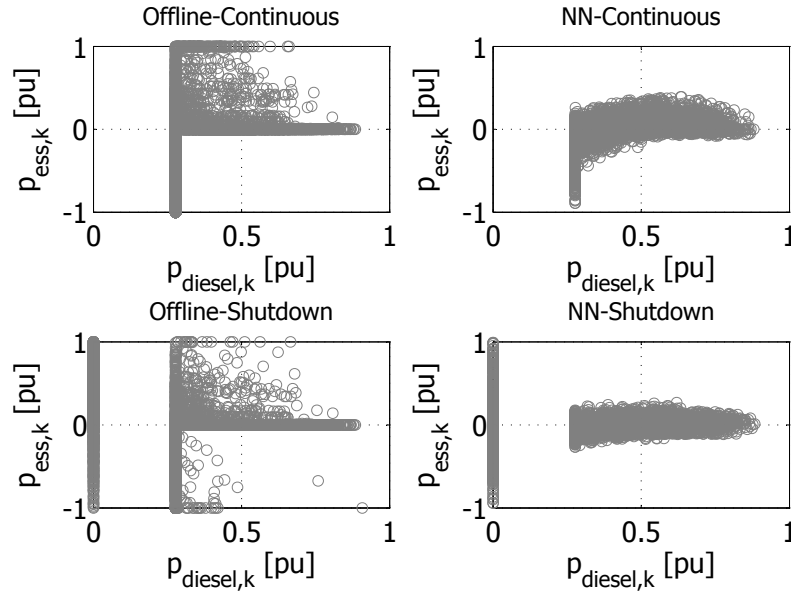 Offline-Continuous
NN-Continuous
p_ess,k [pu]
1
0
-1
0 0.5 1
p_diesel,k [pu]
p_ess,k [pu]
1
0
-1
0 0.5 1
p_diesel,k [pu]
Offline-Shutdown
NN-Shutdown
p_ess,k [pu]
1
0
-1
0 0.5 1
p_diesel,k [pu]
p_ess,k [pu]
1
0
-1
0 0.5 1
p_diesel,k [pu]